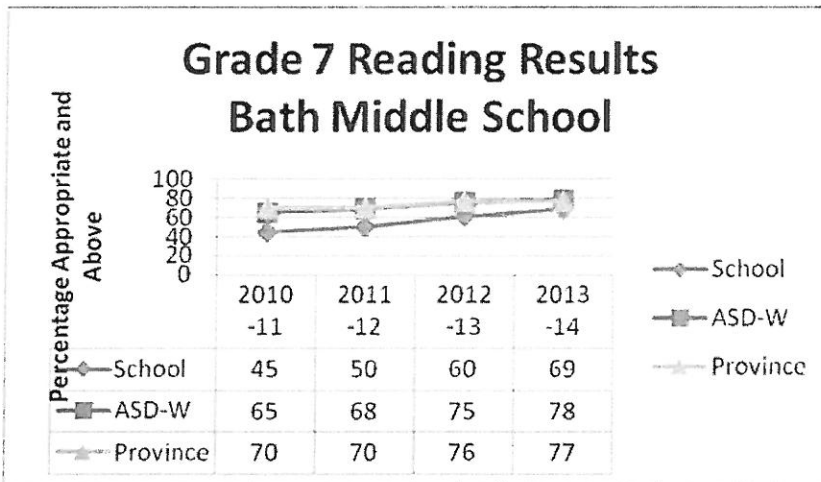 Grade 7 Reading Results
Bath Middle School
Percentage Appropriate and
Above
100
80
60
40
20
0
2010 2011 2012 2013
-11 -12 -13 -14
School 45 50 60 69
ASD-W 65 68 75 78
Province 70 70 76 77
School
ASD-W
Province